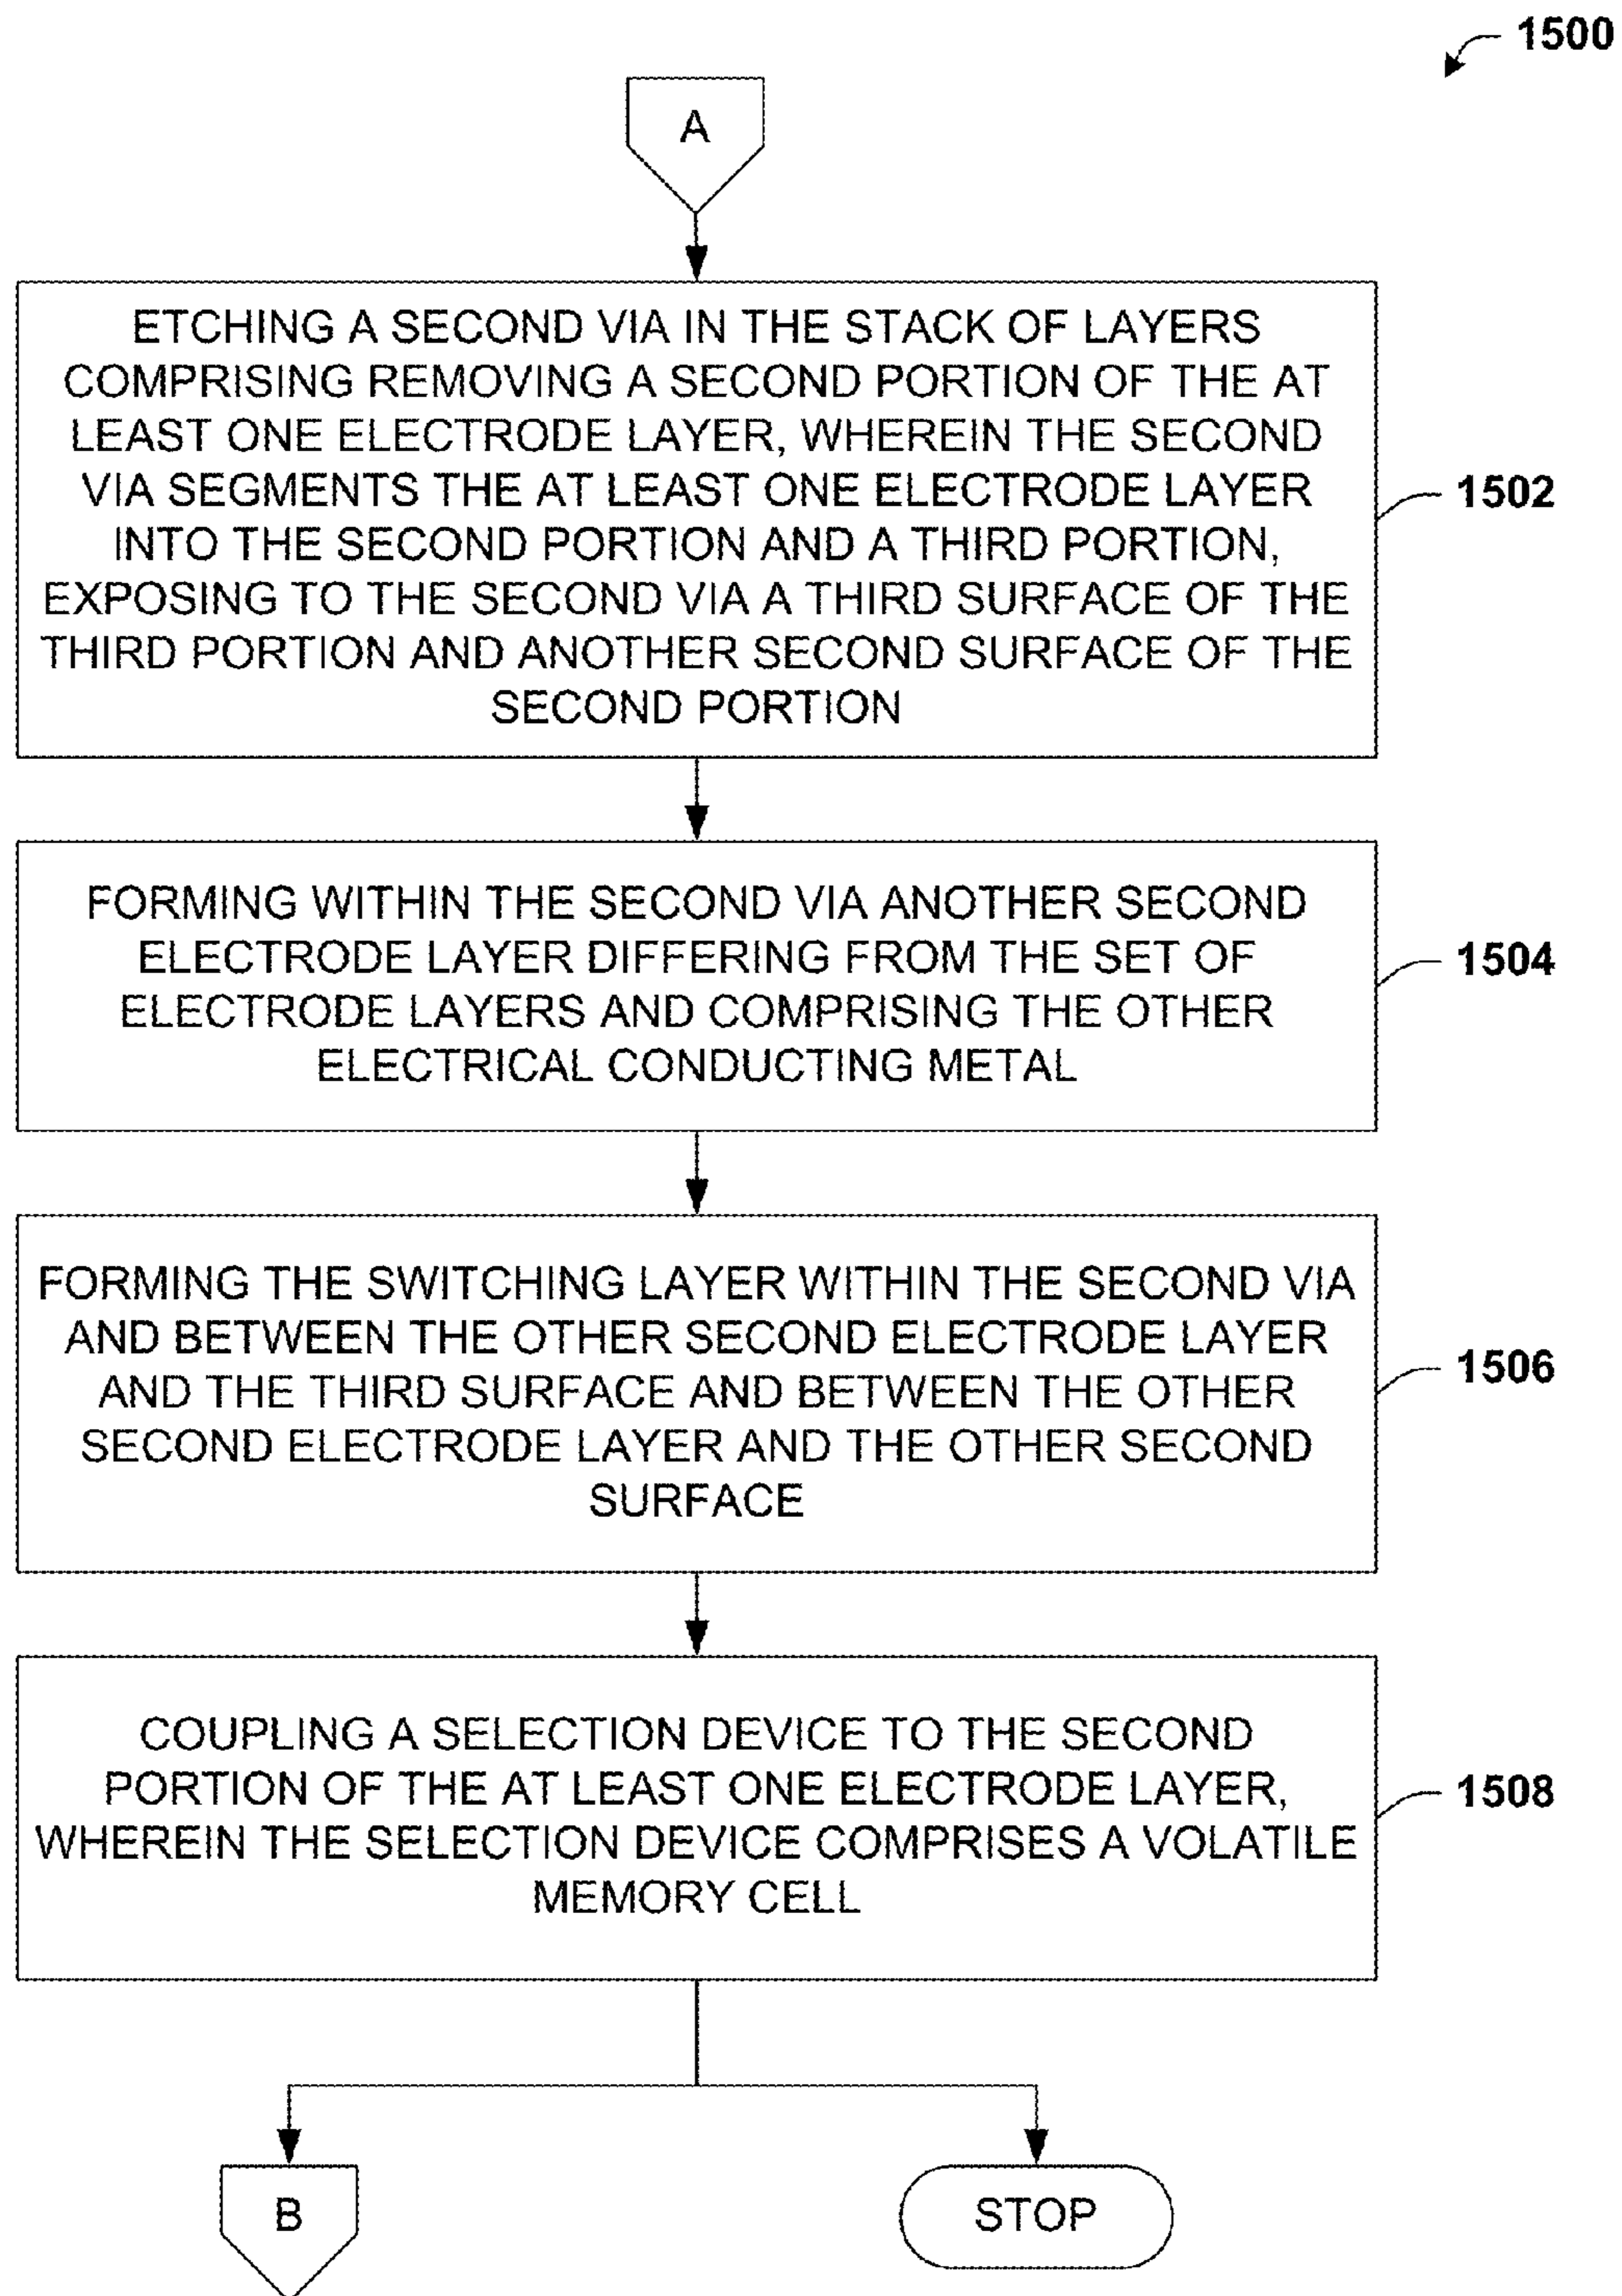 1500
A
ETCHING A SECOND VIA IN THE STACK OF LAYERS
COMPRISING REMOVING A SECOND PORTION OF THE AT
LEAST ONE ELECTRODE LAYER, WHEREIN THE SECOND
VIA SEGMENTS THE AT LEAST ONE ELECTRODE LAYER
INTO THE SECOND PORTION AND A THIRD PORTION,
EXPOSING TO THE SECOND VIA A THIRD SURFACE OF THE
THIRD PORTION AND ANOTHER SECOND SURFACE OF THE
SECOND PORTION
1502
FORMING WITHIN THE SECOND VIA ANOTHER SECOND
ELECTRODE LAYER DIFFERING FROM THE SET OF
ELECTRODE LAYERS AND COMPRISING THE OTHER
ELECTRICAL CONDUCTING METAL
1504
FORMING THE SWITCHING LAYER WITHIN THE SECOND VIA
AND BETWEEN THE OTHER SECOND ELECTRODE LAYER
AND THE THIRD SURFACE AND BETWEEN THE OTHER
SECOND ELECTRODE LAYER AND THE OTHER SECOND
SURFACE
1506
COUPLING A SELECTION DEVICE TO THE SECOND
PORTION OF THE AT LEAST ONE ELECTRODE LAYER,
WHEREIN THE SELECTION DEVICE COMPRISES A VOLATILE
MEMORY CELL
1508
B
STOP